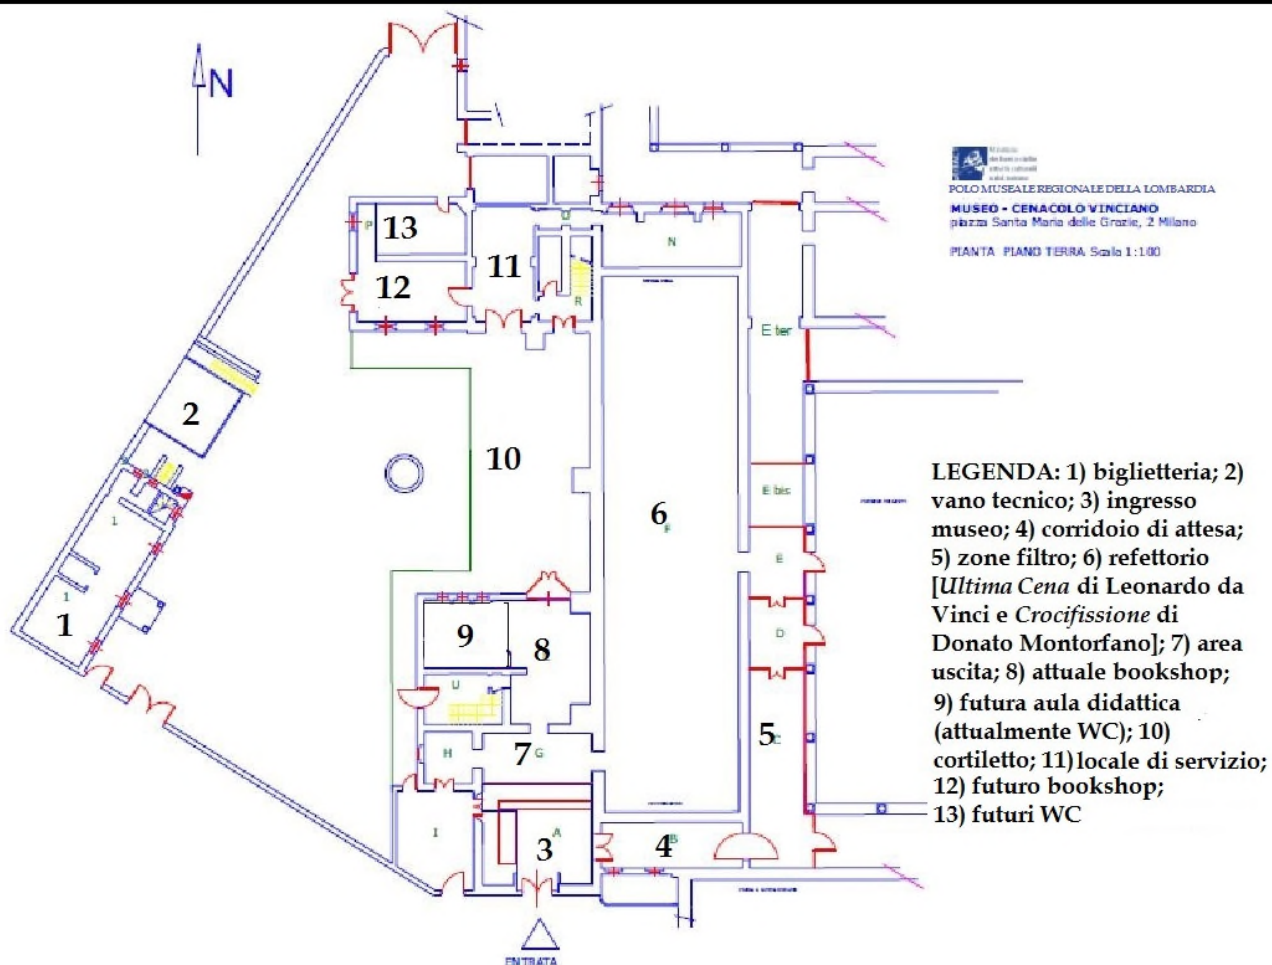 N
POLO MUSEALE REGIONALE DELLA LOMBARDIA
MUSEO - CENACOLO VINCIANO
piazza Santa Maria delle Grazie, 2 Milano
PIANTA PIANO TERRA Scala 1:100
P
13
12
11
R
N
E ter
2
10
6
E bis
E
D
1
1
1
9
8
U
5
C
7
G
H
I
A
3
4
B
ENTRATA
LEGENDA: 1) biglietteria; 2)
vano tecnico; 3) ingresso
museo; 4) corridoio di attesa;
5) zone filtro; 6) refettorio
[Ultima Cena di Leonardo da
Vinci e Crocifissione di
Donato Montorfano]; 7) area
uscita; 8) attuale bookshop;
9) futura aula didattica
(attualmente WC); 10)
cortiletto; 11)locale di servizio;
12) futuro bookshop;
13) futuri WC